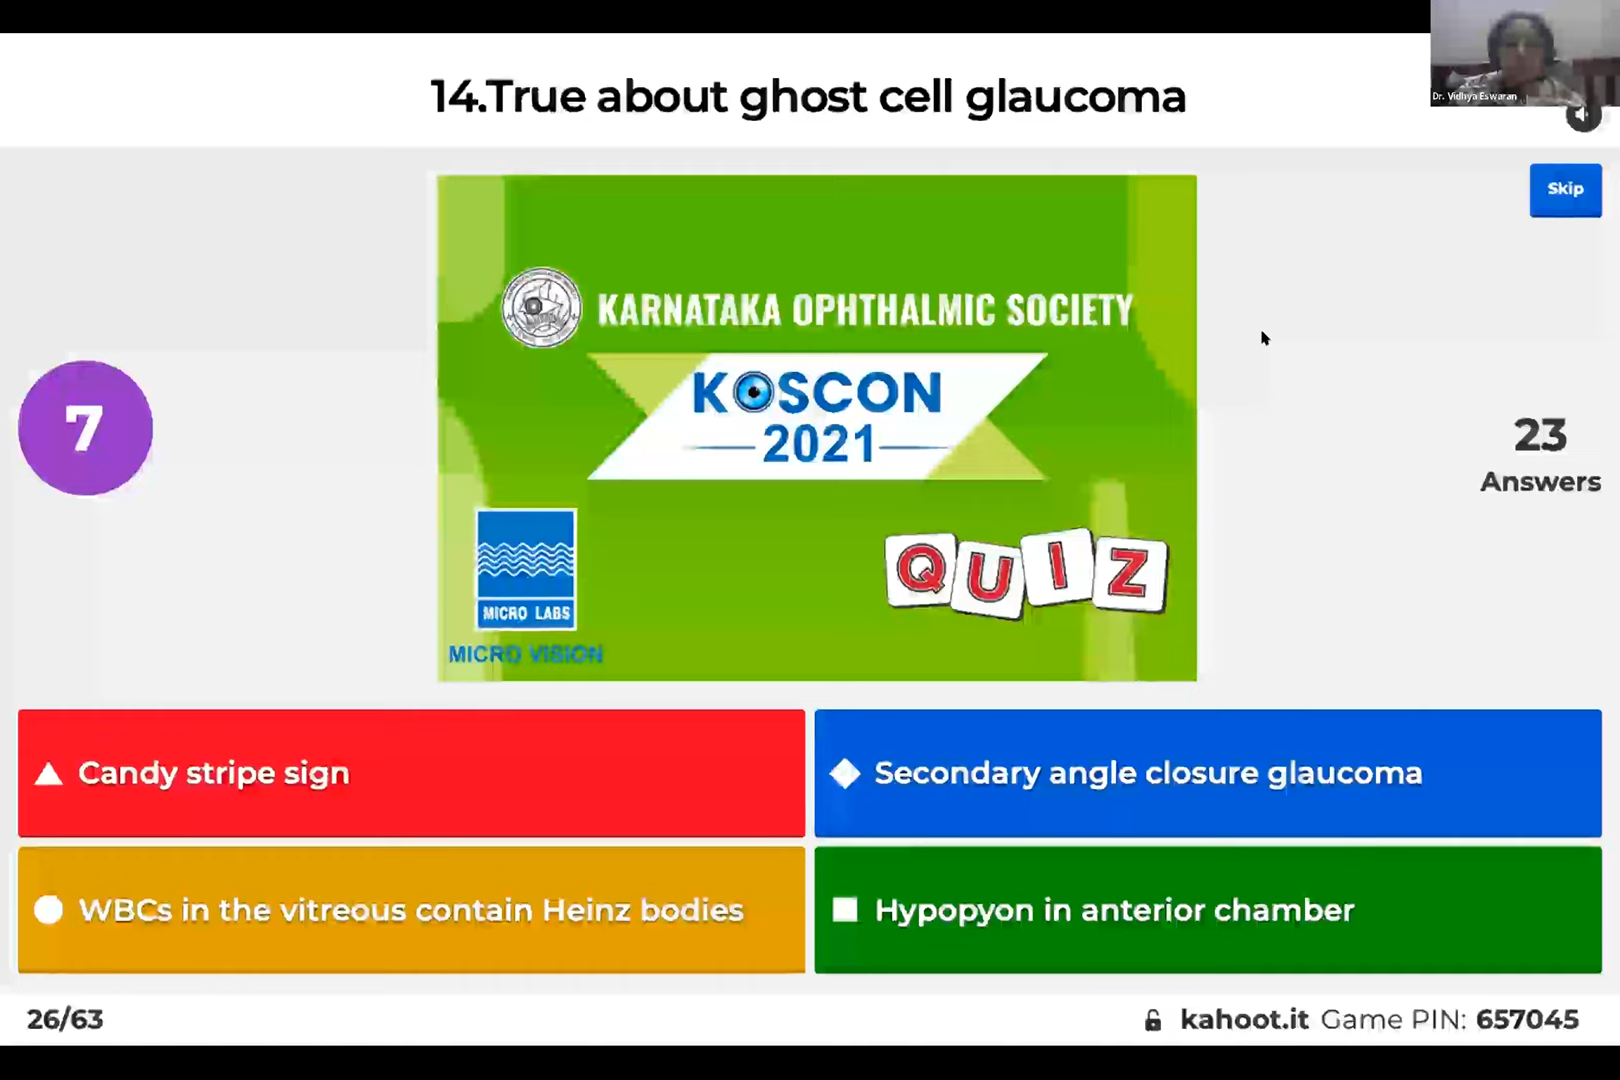 14.True about ghost cell glaucoma
Dr. Vidhya Eswaran
Skip
KARNATAKA OPHTHALMIC SOCIETY
KOSCON
2021
7
23
Answers
MICRO LABS
MICRO VISION
QUIZ
Candy stripe sign
Secondary angle closure glaucoma
WBCs in the vitreous contain Heinz bodies
Hypopyon in anterior chamber
26/63
kahoot.it Game PIN: 657045